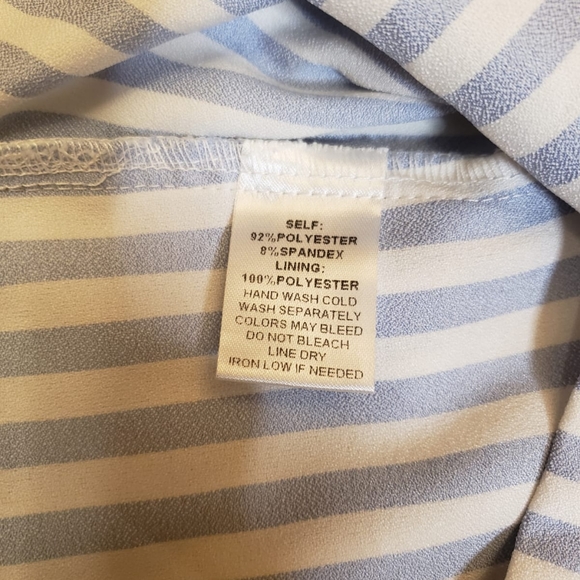 SELF:
92%POLYESTER
8%SPANDEX
LINING:
100%POLYESTER
HAND WASH COLD
WASH SEPARATELY
COLORS MAY BLEED
DO NOT BLEACH
LINE DRY
IRON LOW IF NEEDED